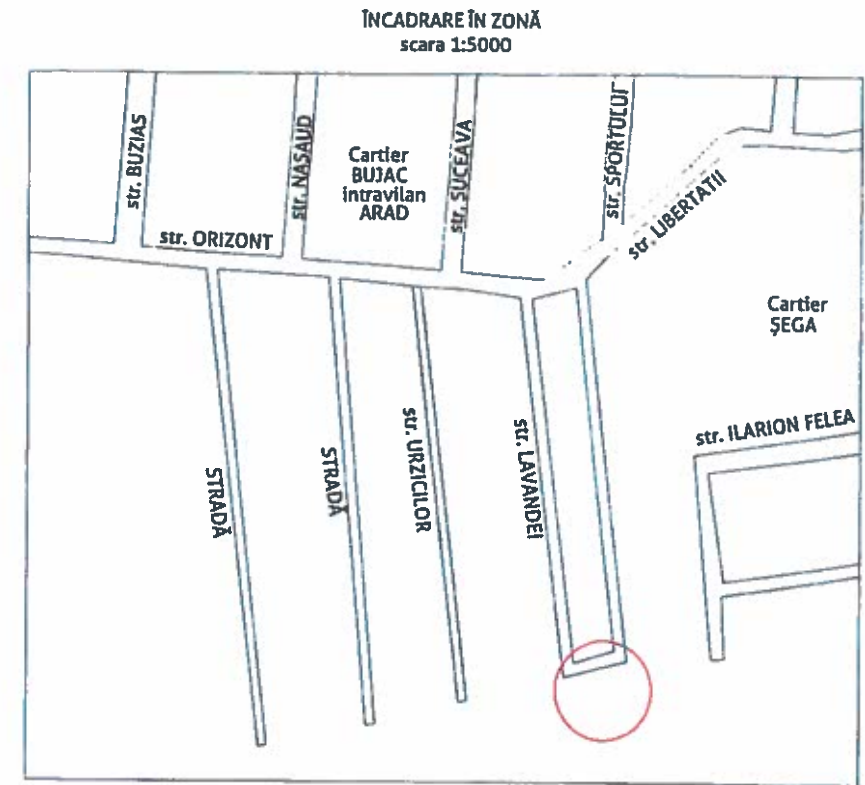 ÎNCADRARE ÎN ZONĂ
scara 1:5000
str. BUZIAS
str. NASAUD
Cartier
BUJAC
intravilan
ARAD
str. SUCEAVA
str. SPORTULUI
str. LIBERTATII
str. ORIZONT
Cartier
ŞEGA
STRADĂ
STRADĂ
str. URZICILOR
str. LAVANDEI
str. ILARION FELEA